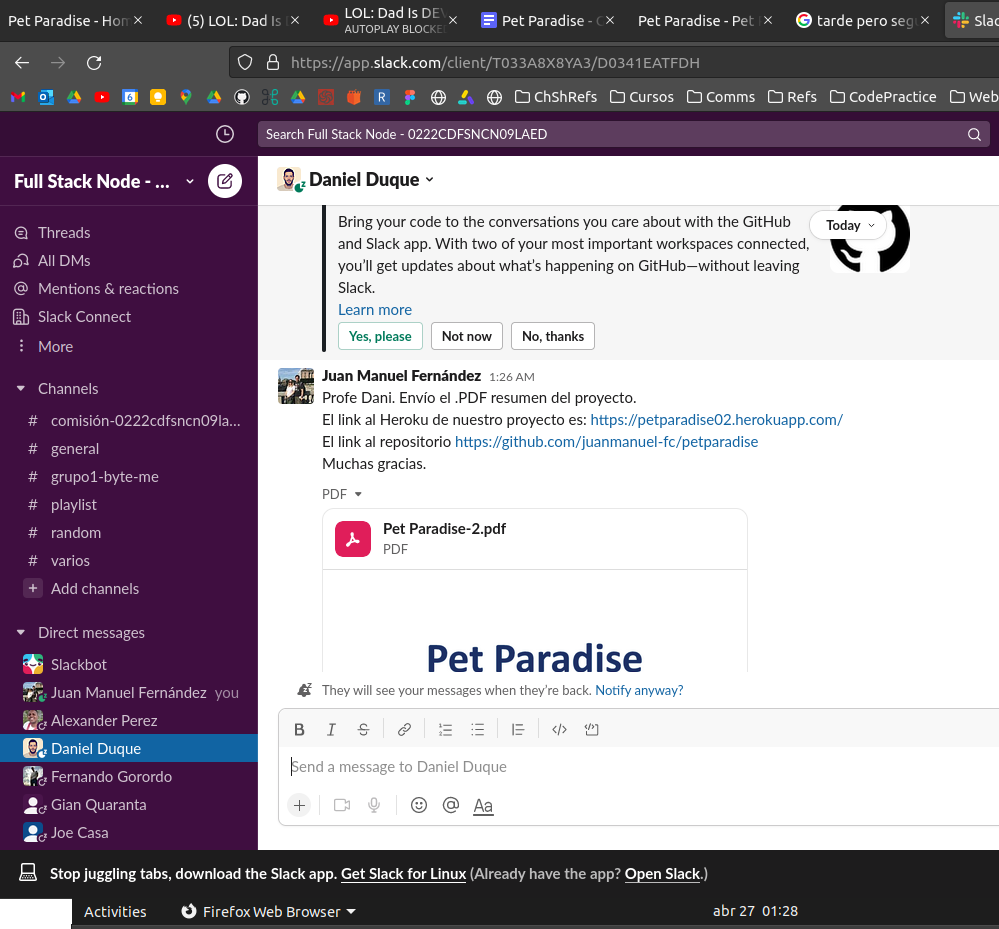 Pet Paradise - Hom
(5) LOL: Dad Is
LOL: Dad Is DEV
AUTOPLAY BLOCKED
Pet Paradise - G
Pet Paradise - Pet
tarde pero segu
Slac
https://app.slack.com/client/T033A8X8YA3/D0341EATFDH
ChShRefs
Cursos
Comms
Refs
CodePractice
Web
Search Full Stack Node - 0222CDFSNCN09LAED
Full Stack Node - ...
Threads
All DMs
Mentions & reactions
Slack Connect
More
Channels
# comisión-0222cdfsncn09la...
# general
# grupo1-byte-me
# playlist
# random
# varios
+ Add channels
Direct messages
Slackbot
Juan Manuel Fernández you
Alexander Perez
Daniel Duque
Fernando Gorordo
Gian Quaranta
Joe Casa
Daniel Duque
Today
Bring your code to the conversations you care about with the GitHub
and Slack app. With two of your most important workspaces connected,
you’ll get updates about what’s happening on GitHub—without leaving
Slack.
Learn more
Yes, please
Not now
No, thanks
Juan Manuel Fernández 1:26 AM
Profe Dani. Envío el .PDF resumen del proyecto.
El link al Heroku de nuestro proyecto es: https://petparadise02.herokuapp.com/
El link al repositorio https://github.com/juanmanuel-fc/petparadise
Muchas gracias.
PDF
Pet Paradise-2.pdf
PDF
Pet Paradise
They will see your messages when they’re back. Notify anyway?
Send a message to Daniel Duque
Stop juggling tabs, download the Slack app. Get Slack for Linux (Already have the app? Open Slack.)
Activities
Firefox Web Browser
abr 27 01:28